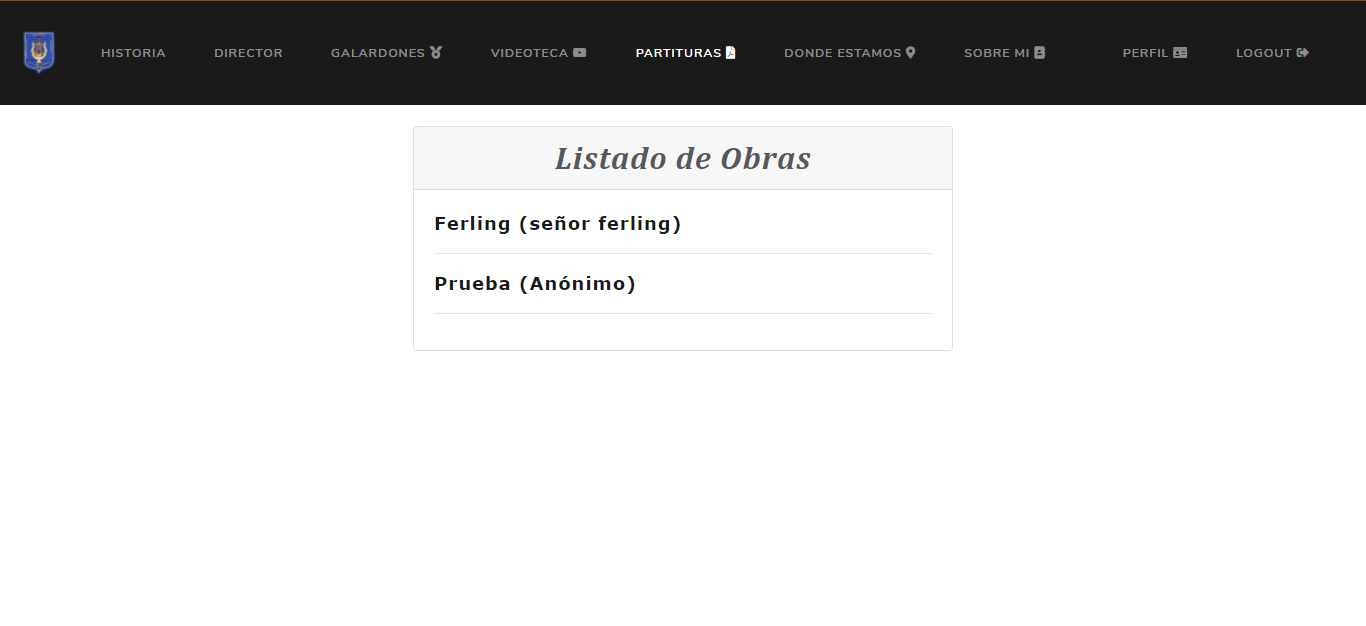 HISTORIA DIRECTOR GALARDONES VIDEOTECA PARTITURAS DONDE ESTAMOS SOBRE MI PERFIL LOGOUT
Listado de Obras
Ferling (señor ferling)
Prueba (Anónimo)